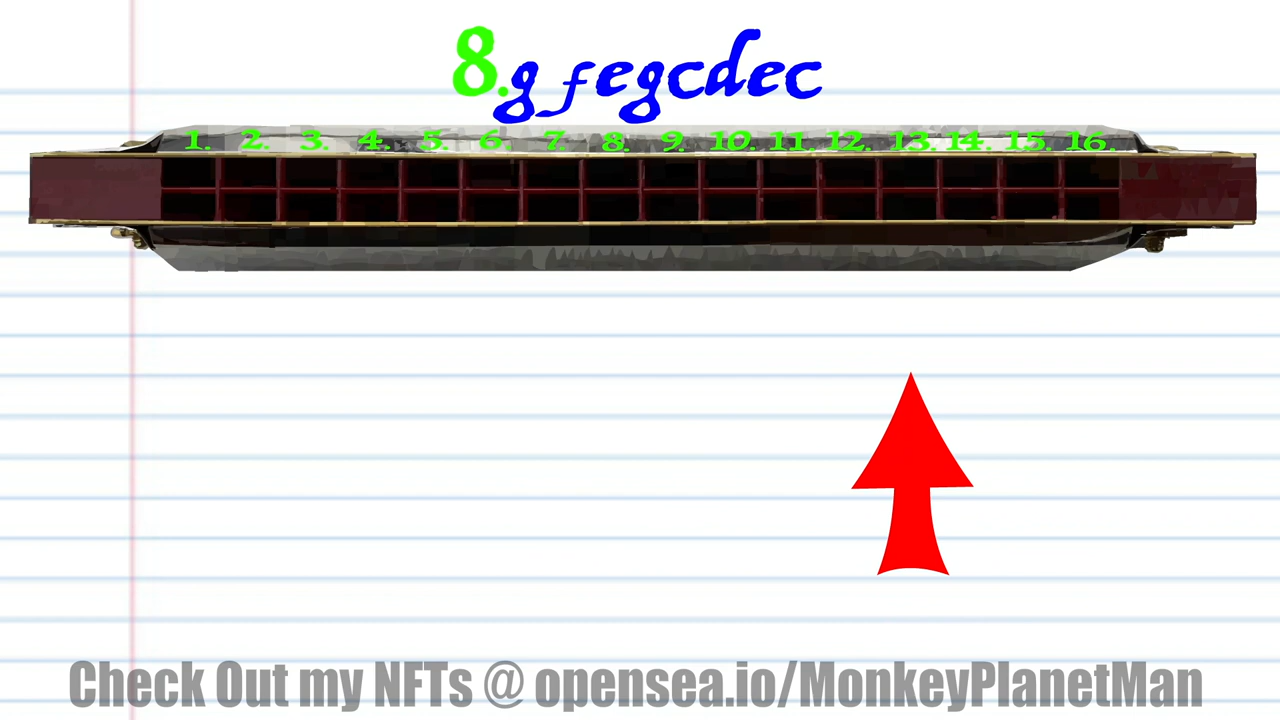 8.g fegcdec
1. 2. 3. 4. 5. 6. 7. 8. 9. 10. 11. 12. 13. 14. 15. 16.
Check Out my NFTs @ opensea.io/MonkeyPlanetMan